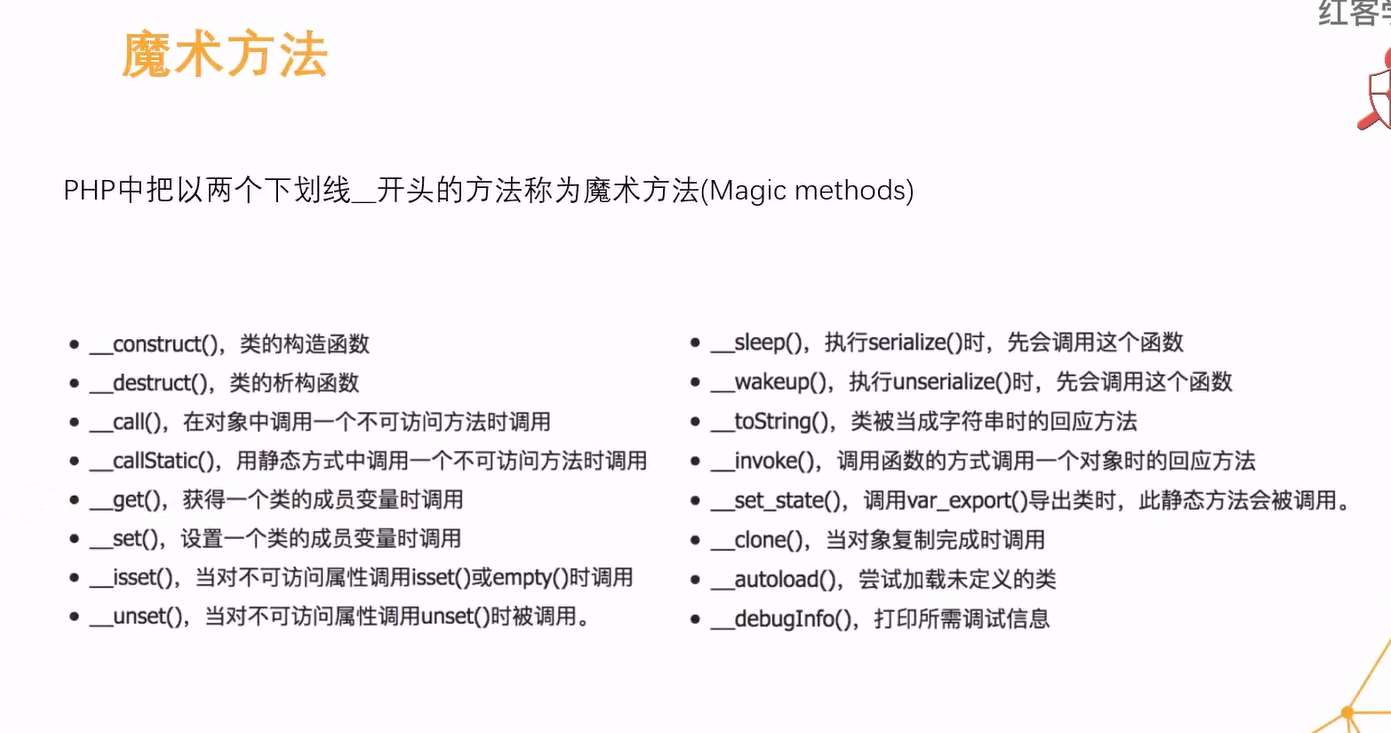 红客学
魔术方法
PHP中把以两个下划线__开头的方法称为魔术方法(Magic methods)
● __construct()，类的构造函数
● __destruct()，类的析构函数
● __call()，在对象中调用一个不可访问方法时调用
● __callStatic()，用静态方式中调用一个不可访问方法时调用
● __get()，获得一个类的成员变量时调用
● __set()，设置一个类的成员变量时调用
● __isset()，当对不可访问属性调用isset()或empty()时调用
● __unset()，当对不可访问属性调用unset()时被调用。
● __sleep()，执行serialize()时，先会调用这个函数
● __wakeup()，执行unserialize()时，先会调用这个函数
● __toString()，类被当成字符串时的回应方法
● __invoke()，调用函数的方式调用一个对象时的回应方法
● __set_state()，调用var_export()导出类时，此静态方法会被调用。
● __clone()，当对象复制完成时调用
● __autoload()，尝试加载未定义的类
● __debugInfo()，打印所需调试信息